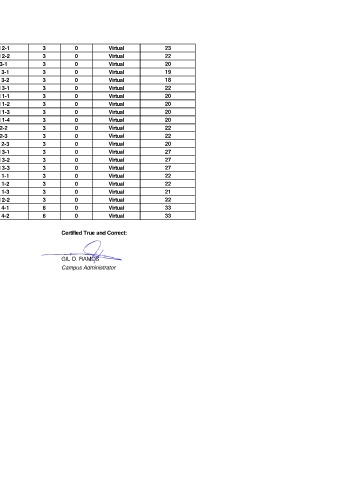 2-1 3 0 Virtual 23
2-2 3 0 Virtual 22
3-1 3 0 Virtual 20
3-1 3 0 Virtual 19
3-2 3 0 Virtual 18
3-1 3 0 Virtual 22
1-1 3 0 Virtual 20
1-2 3 0 Virtual 20
1-3 3 0 Virtual 20
1-4 3 0 Virtual 20
2-2 3 0 Virtual 22
2-3 3 0 Virtual 22
2-3 3 0 Virtual 20
3-1 3 0 Virtual 27
3-2 3 0 Virtual 27
3-3 3 0 Virtual 27
1-1 3 0 Virtual 22
1-2 3 0 Virtual 22
1-3 3 0 Virtual 21
2-2 3 0 Virtual 22
4-1 6 0 Virtual 33
4-2 6 0 Virtual 33
Certified True and Correct:
GIL D. RAMOS
Campus Administrator